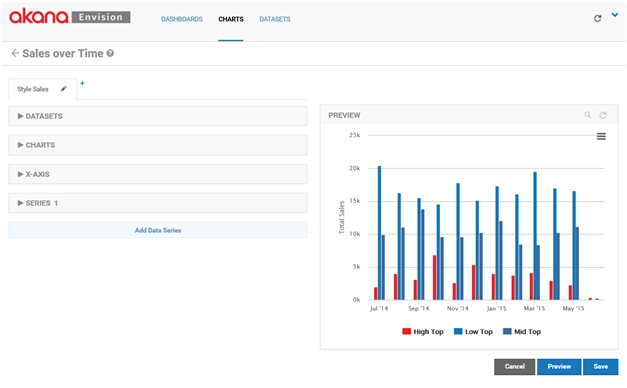 akana Envision
DASHBOARDS CHARTS DATASETS
Sales over Time
Style Sales
DATASETS
CHARTS
X-AXIS
SERIES 1
Add Data Series
PREVIEW
25k
20k
15k
10k
5k
0k
Total Sales
Jul '14 Sep '14 Nov '14 Jan '15 Mar '15 May '15
High Top Low Top Mid Top
Cancel Preview Save